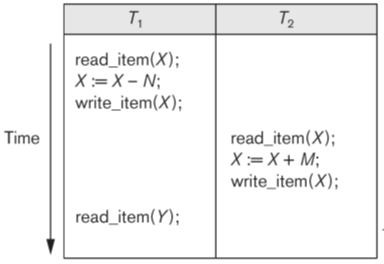 T1 T2
read_item(X);
X := X – N;
write_item(X);
Time
read_item(X);
X := X + M;
write_item(X);
read_item(Y);